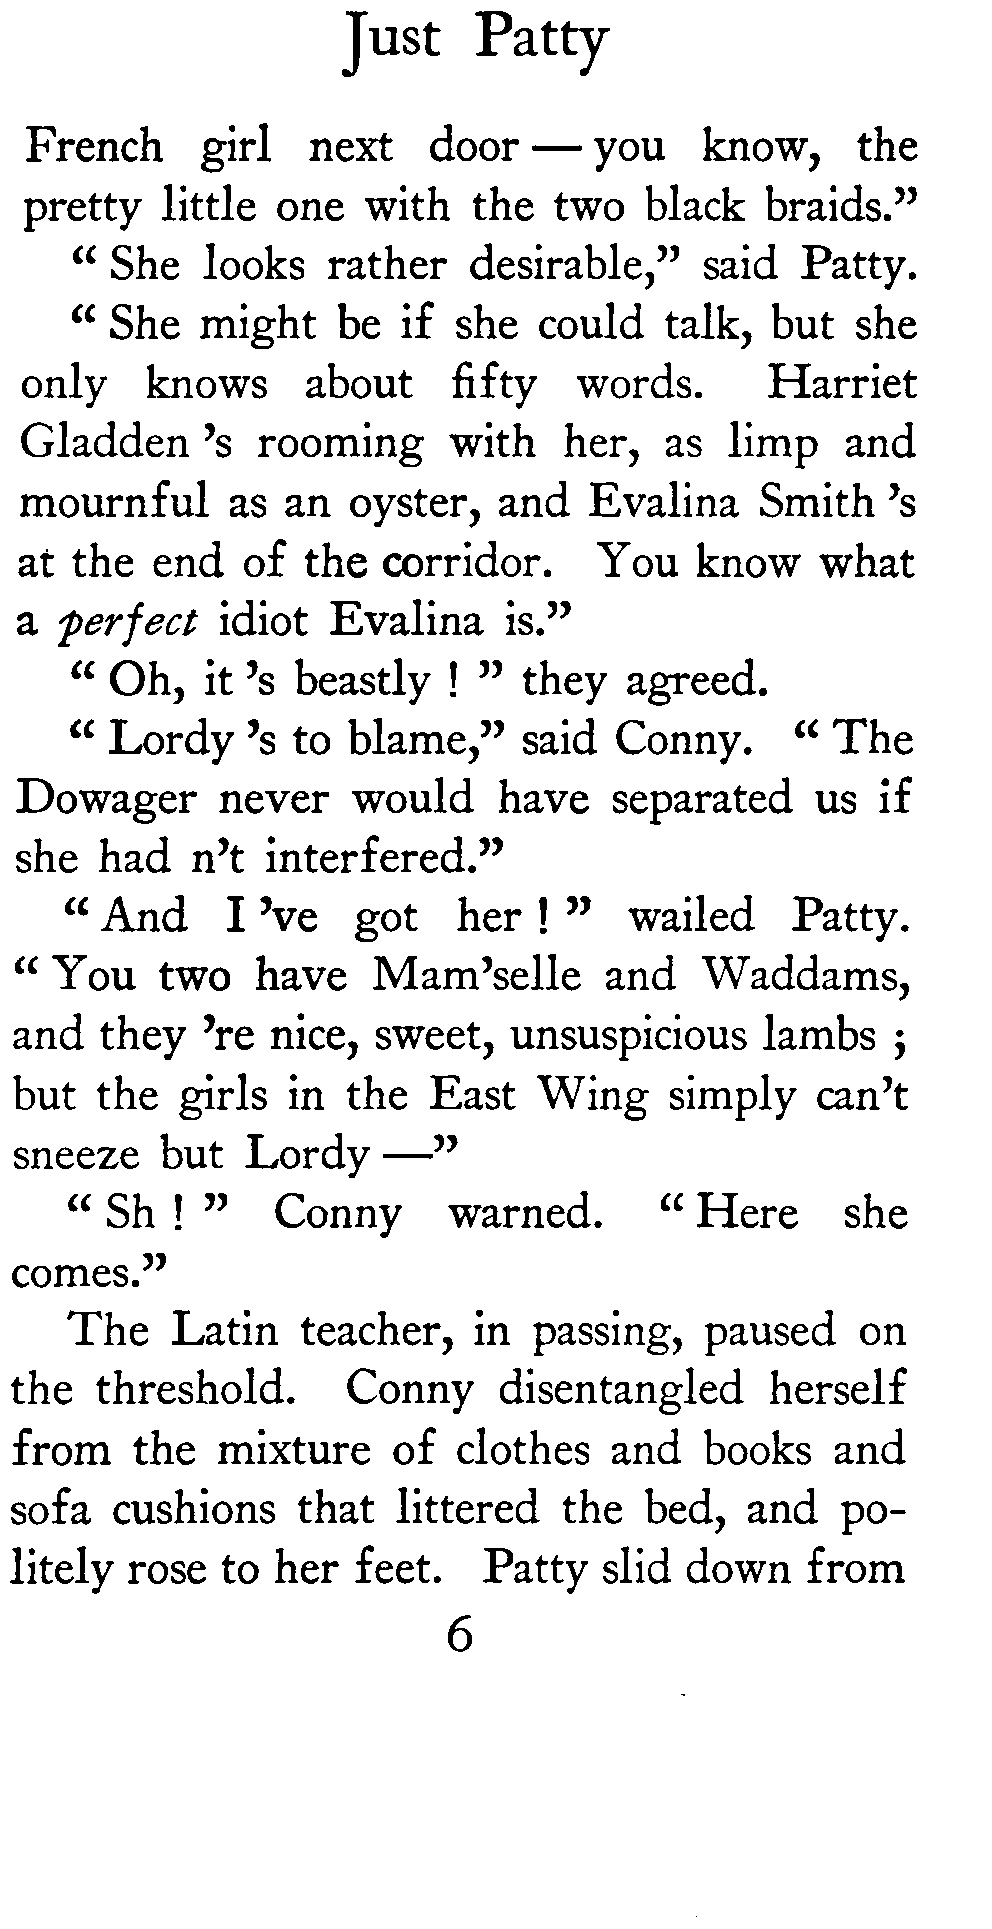 Just Patty
French girl next door — you know, the
pretty little one with the two black braids.”
“ She looks rather desirable,” said Patty.
“ She might be if she could talk, but she
only knows about fifty words. Harriet
Gladden ’s rooming with her, as limp and
mournful as an oyster, and Evalina Smith ’s
at the end of the corridor. You know what
a perfect idiot Evalina is.”
“ Oh, it ’s beastly ! ” they agreed.
“ Lordy ’s to blame,” said Conny. “ The
Dowager never would have separated us if
she had n’t interfered.”
“ And I ’ve got her ! ” wailed Patty.
“ You two have Mam’selle and Waddams,
and they ’re nice, sweet, unsuspicious lambs ;
but the girls in the East Wing simply can’t
sneeze but Lordy —”
“ Sh ! ” Conny warned. “ Here she
comes.”
The Latin teacher, in passing, paused on
the threshold. Conny disentangled herself
from the mixture of clothes and books and
sofa cushions that littered the bed, and po-
litely rose to her feet. Patty slid down from
6